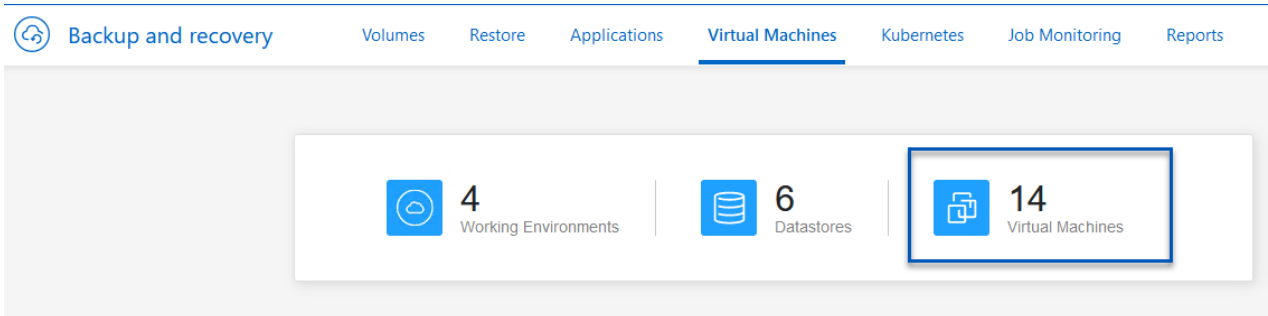 Backup and recovery Volumes Restore Applications Virtual Machines Kubernetes Job Monitoring Reports
4 6 14
Working Environments Datastores Virtual Machines